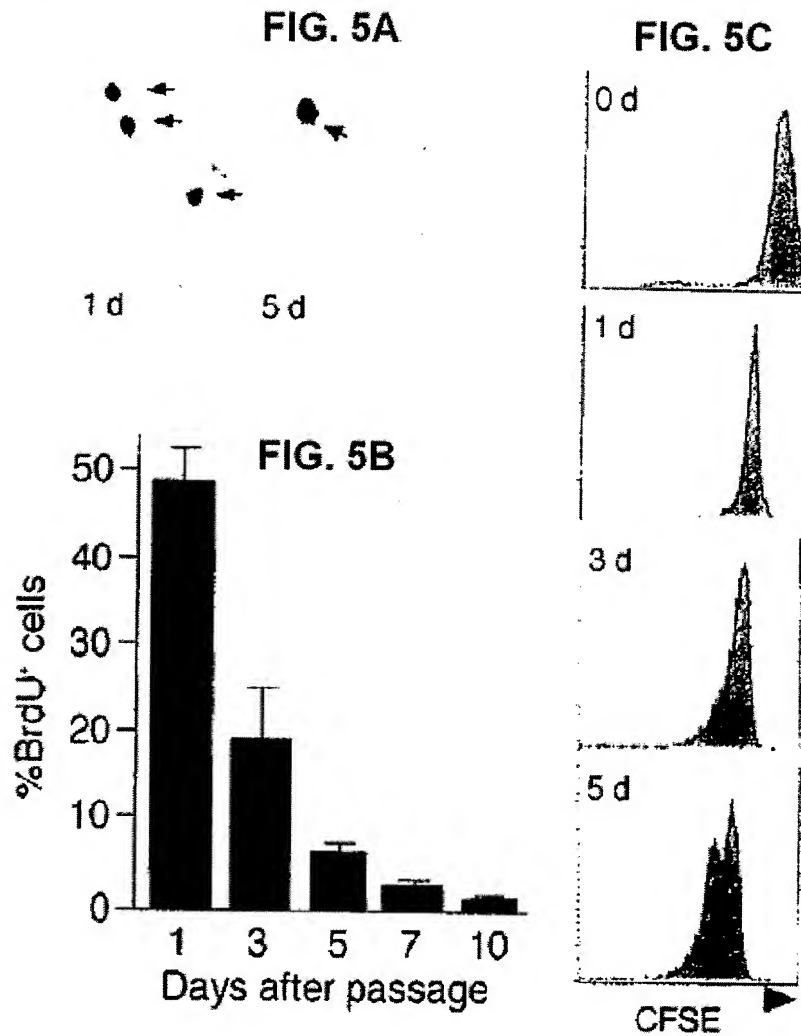 FIG. 5A
1 d
5 d
FIG. 5B
%BrdU⁺ cells
50
40
30
20
10
0
1 3 5 7 10
Days after passage
FIG. 5C
0 d
1 d
3 d
5 d
CFSE